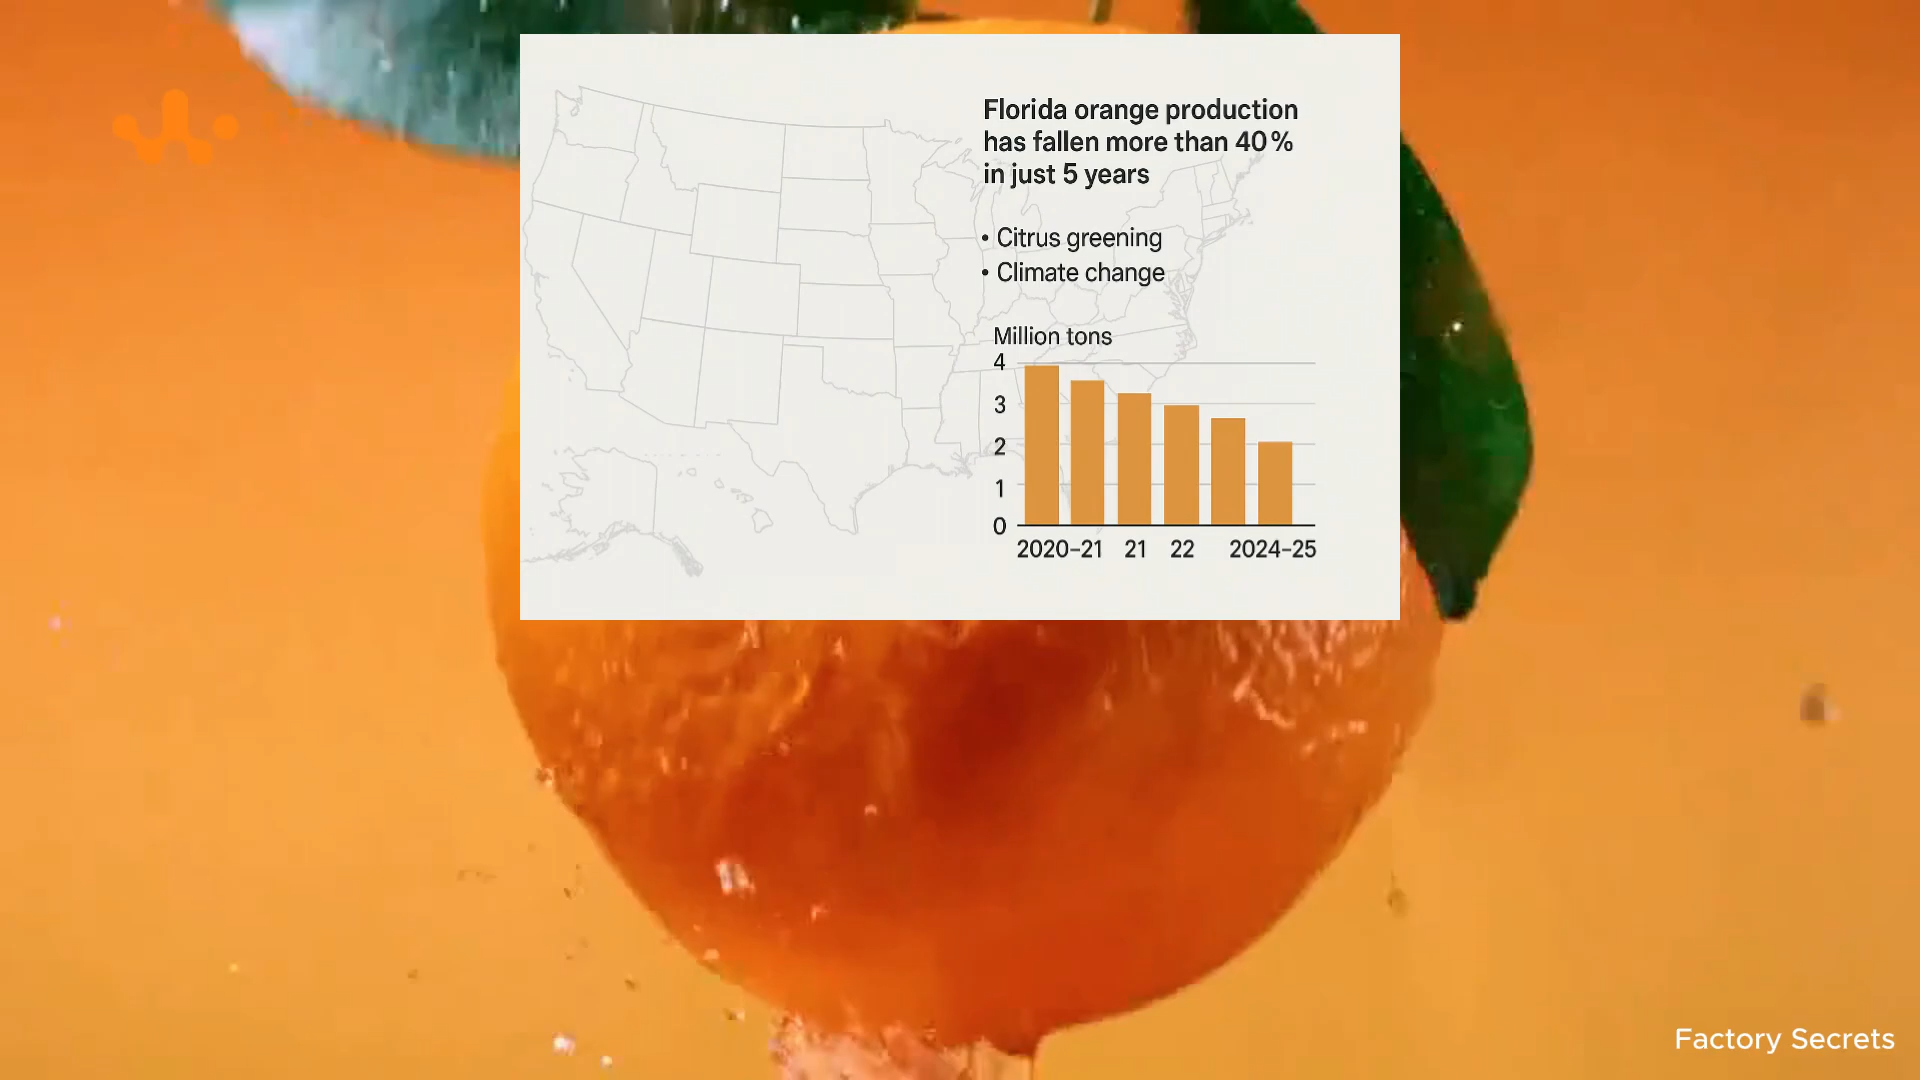 Florida orange production
has fallen more than 40%
in just 5 years
• Citrus greening
• Climate change
Million tons
4
3
2
1
0
2020–21 21 22 2024–25
Factory Secrets